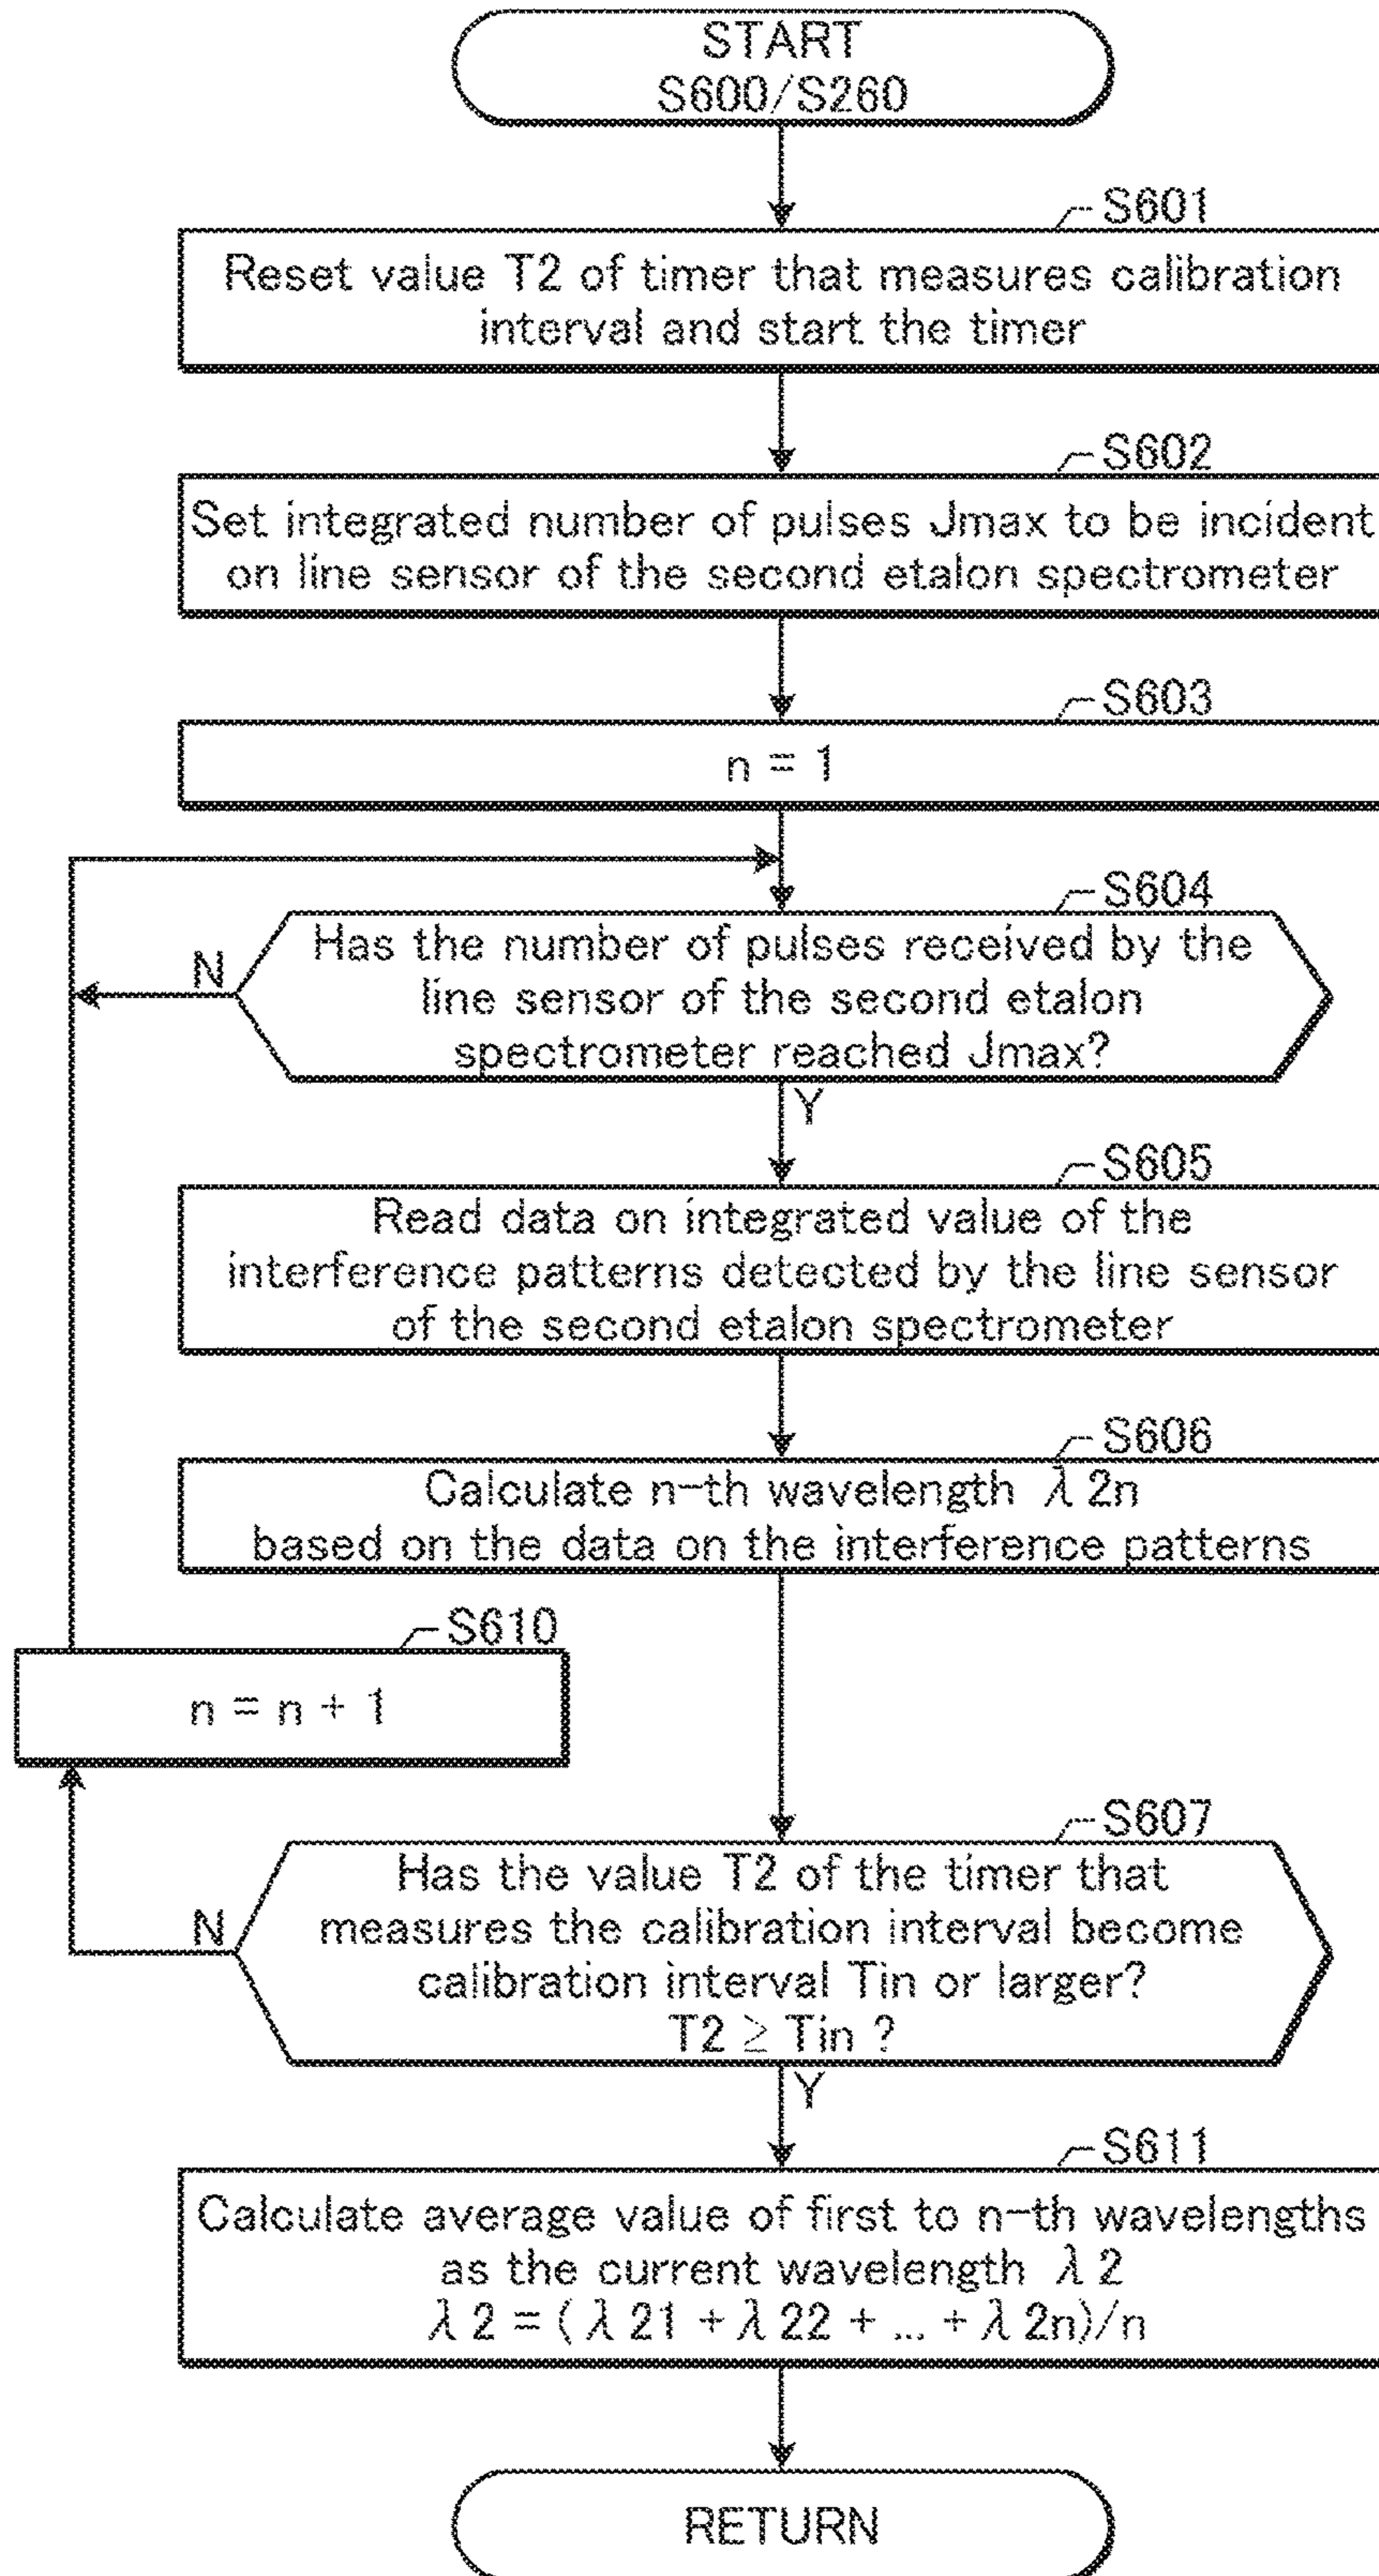 START
S600/S260
S601
Reset value T2 of timer that measures calibration
interval and start the timer
S602
Set integrated number of pulses Jmax to be incident
on line sensor of the second etalon spectrometer
S603
n = 1
S604
Has the number of pulses received by the
line sensor of the second etalon
spectrometer reached Jmax?
N
Y
S605
Read data on integrated value of the
interference patterns detected by the line sensor
of the second etalon spectrometer
S606
Calculate n-th wavelength λ 2n
based on the data on the interference patterns
S610
n = n + 1
S607
Has the value T2 of the timer that
measures the calibration interval become
calibration interval Tin or larger?
T2 ≥ Tin ?
N
Y
S611
Calculate average value of first to n-th wavelengths
as the current wavelength λ 2
λ 2 = ( λ 21 + λ 22 + ... + λ 2n)/n
RETURN